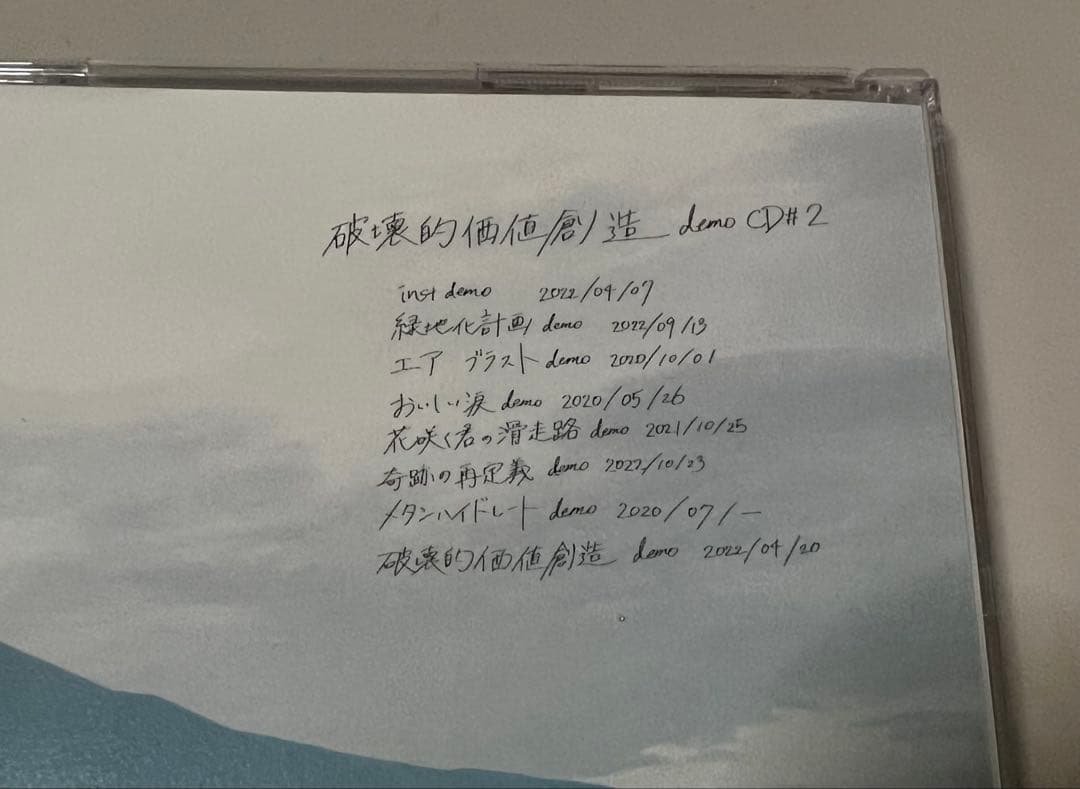 破壊的価値創造 demo CD#2
inst demo 2022/04/07
緑地化計画 demo 2022/09/13
エア ブラスト demo 2020/10/01
おいしい涙 demo 2020/05/26
花咲く君の滑走路 demo 2021/10/25
奇跡の再定義 demo 2022/10/23
メタンハイドレート demo 2020/07/—
破壊的価値創造 demo 2022/04/20